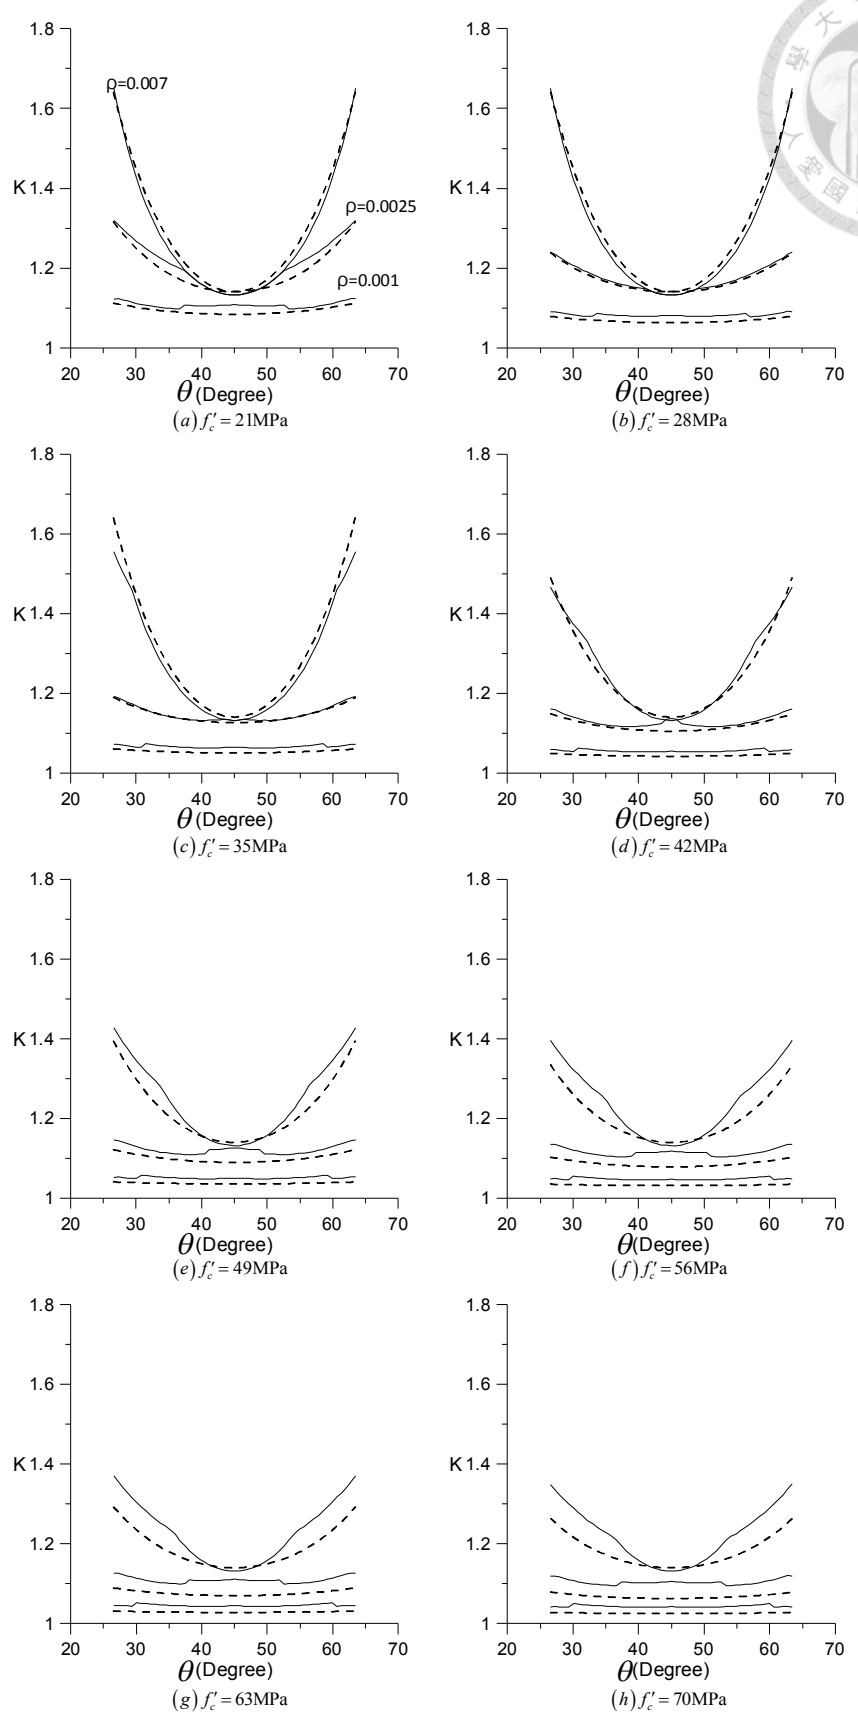 1.8
1.6
K 1.4
1.2
1
ρ=0.007
ρ=0.0025
ρ=0.001
20 30 40 50 60 70
θ (Degree)
(a) f′c = 21MPa
1.8
1.6
K 1.4
1.2
1
20 30 40 50 60 70
θ (Degree)
(b) f′c = 28MPa
學 大
人 愛 國
1.8
1.6
K 1.4
1.2
1
20 30 40 50 60 70
θ (Degree)
(c) f′c = 35MPa
1.8
1.6
K 1.4
1.2
1
20 30 40 50 60 70
θ (Degree)
(d) f′c = 42MPa
1.8
1.6
K 1.4
1.2
1
20 30 40 50 60 70
θ (Degree)
(e) f′c = 49MPa
1.8
1.6
K 1.4
1.2
1
20 30 40 50 60 70
θ (Degree)
(f) f′c = 56MPa
1.8
1.6
K 1.4
1.2
1
20 30 40 50 60 70
θ (Degree)
(g) f′c = 63MPa
1.8
1.6
K 1.4
1.2
1
20 30 40 50 60 70
θ (Degree)
(h) f′c = 70MPa